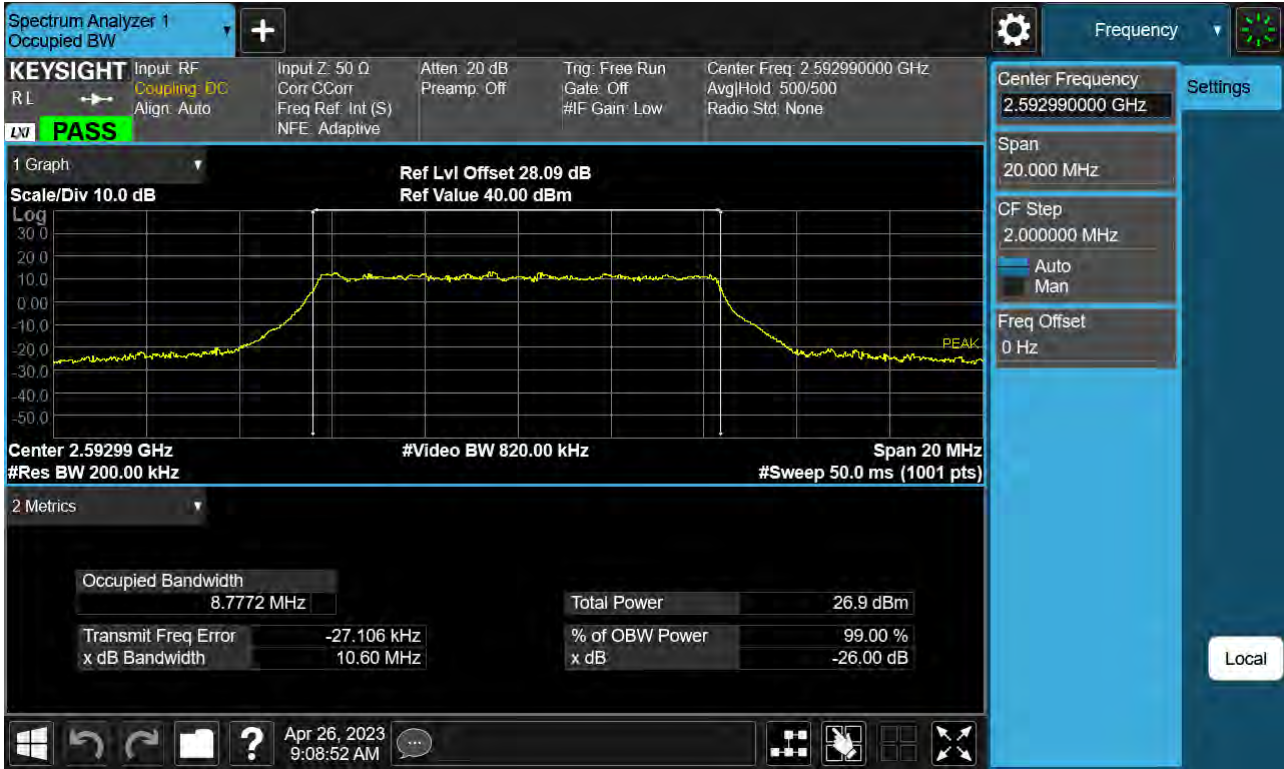 Spectrum Analyzer 1
Occupied BW
+
Frequency
KEYSIGHT
RL
LXI
PASS
Input: RF
Coupling: DC
Align: Auto
Input Z: 50 Ω
Corr CCorr
Freq Ref: Int (S)
NFE: Adaptive
Atten: 20 dB
Preamp: Off
Trig: Free Run
Gate: Off
#IF Gain: Low
Center Freq: 2.592990000 GHz
Avg|Hold: 500/500
Radio Std: None
Center Frequency
2.592990000 GHz
Settings
Span
20.000 MHz
CF Step
2.000000 MHz
Auto
Man
Freq Offset
0 Hz
1 Graph
Scale/Div 10.0 dB
Ref Lvl Offset 28.09 dB
Ref Value 40.00 dBm
Log
30.0
20.0
10.0
0.00
-10.0
-20.0
-30.0
-40.0
-50.0
PEAK
Center 2.59299 GHz
#Video BW 820.00 kHz
Span 20 MHz
#Res BW 200.00 kHz
#Sweep 50.0 ms (1001 pts)
2 Metrics
Occupied Bandwidth
8.7772 MHz
Total Power 26.9 dBm
Transmit Freq Error -27.106 kHz
% of OBW Power 99.00 %
x dB Bandwidth 10.60 MHz
x dB -26.00 dB
Local
?
Apr 26, 2023
9:08:52 AM